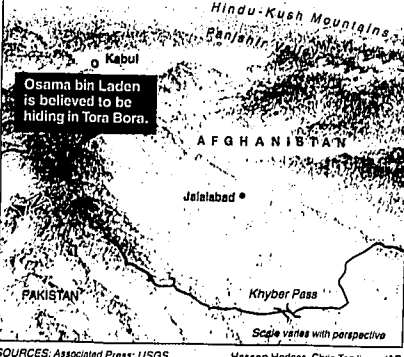 Hindu-Kush Mountains
Panjshir
Kabul
Osama bin Laden
is believed to be
hiding in Tora Bora.
AFGHANISTAN
Jalalabad
PAKISTAN
Khyber Pass
Scale varies with perspective
SOURCES: Associated Press; USGS